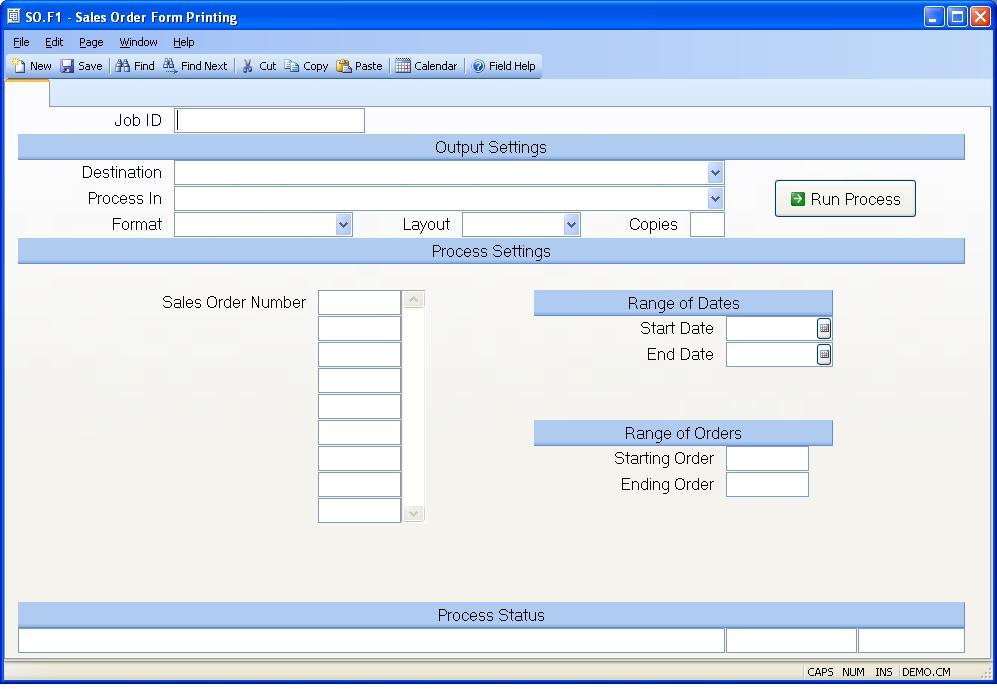 SO.F1 - Sales Order Form Printing
File Edit Page Window Help
New Save Find Find Next Cut Copy Paste Calendar Field Help
Job ID
Output Settings
Destination
Process In
Run Process
Format Layout Copies
Process Settings
Sales Order Number
Range of Dates
Start Date
End Date
Range of Orders
Starting Order
Ending Order
Process Status
CAPS NUM INS DEMO.CM